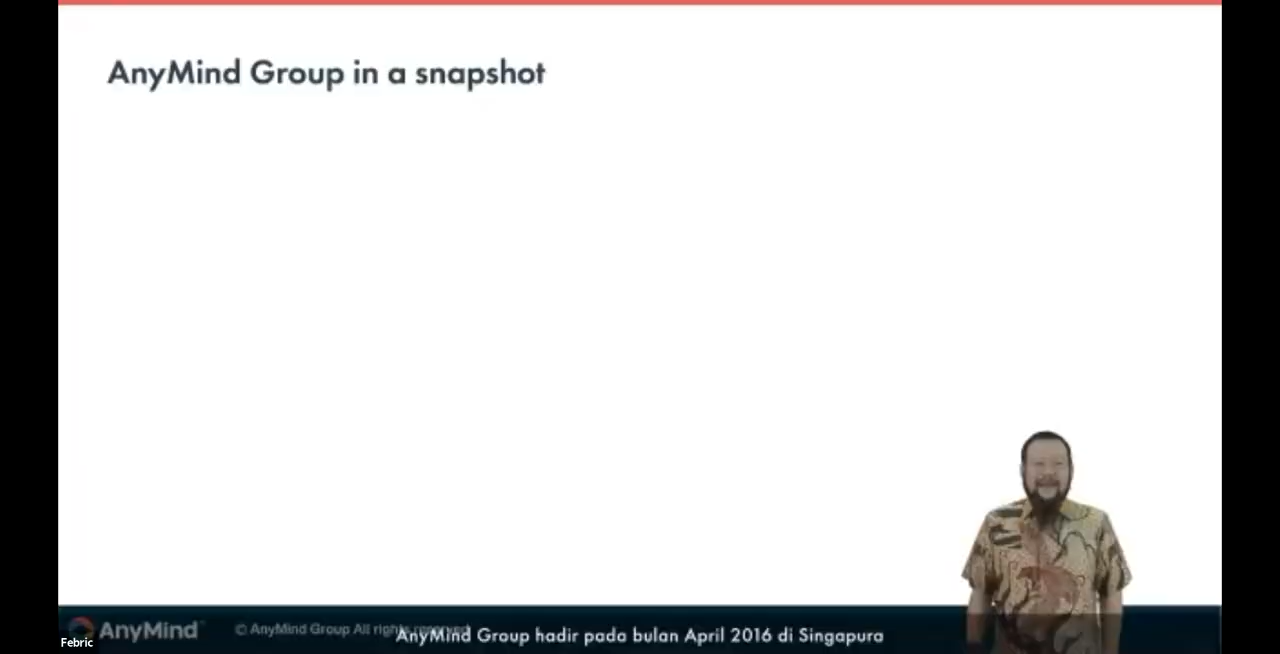 AnyMind Group in a snapshot
AnyMind
© AnyMind Group All rights reserved
AnyMind Group hadir pada bulan April 2016 di Singapura
Febric